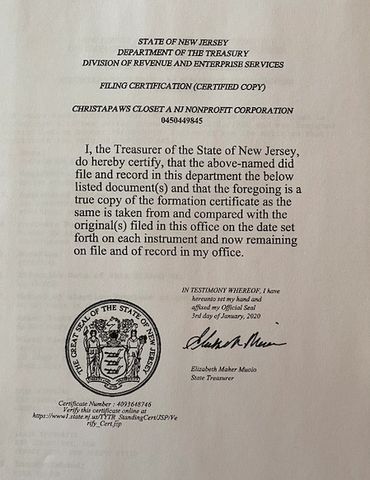 STATE OF NEW JERSEY
DEPARTMENT OF THE TREASURY
DIVISION OF REVENUE AND ENTERPRISE SERVICES
FILING CERTIFICATION (CERTIFIED COPY)
CHRISTAPAWS CLOSET A NJ NONPROFIT CORPORATION
0450449845
I, the Treasurer of the State of New Jersey,
do hereby certify, that the above-named did
file and record in this department the below
listed document(s) and that the foregoing is a
true copy of the formation certificate as the
same is taken from and compared with the
original(s) filed in this office on the date set
forth on each instrument and now remaining
on file and of record in my office.
IN TESTIMONY WHEREOF, I have
hereunto set my hand and
affixed my Official Seal
3rd day of January, 2020
THE GREAT SEAL OF THE STATE OF NEW JERSEY
Elizabeth Maher Muoio
State Treasurer
Certificate Number : 4093648746
Verify this certificate online at
https://www1.state.nj.us/TYTR_StandingCert/JSP/Ve
rify_Cert.jsp